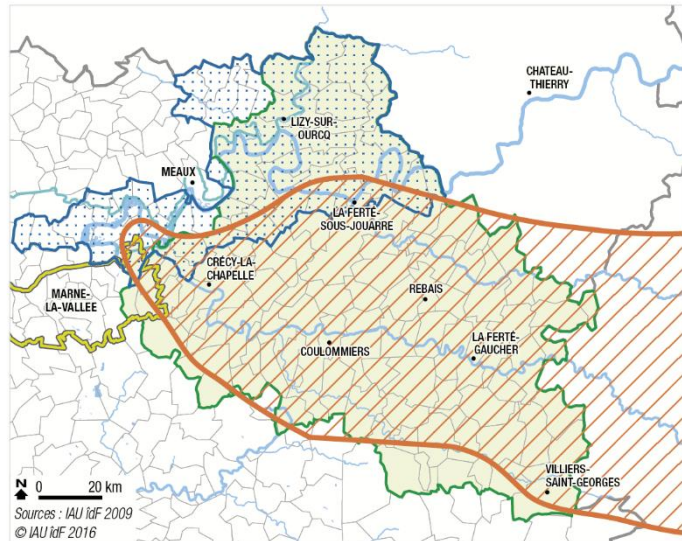 CHATEAU-
THIERRY
LIZY-SUR-
OURCQ
MEAUX
LA FERTÉ-
SOUS-JOUARRE
CRÉCY-LA-
CHAPELLE
MARNE-
LA-VALLEE
REBAIS
COULOMMIERS
LA FERTÉ-
GAUCHER
VILLIERS-
SAINT-GEORGES
N
0 20 km
Sources : IAU îdF 2009
© IAU îdF 2016